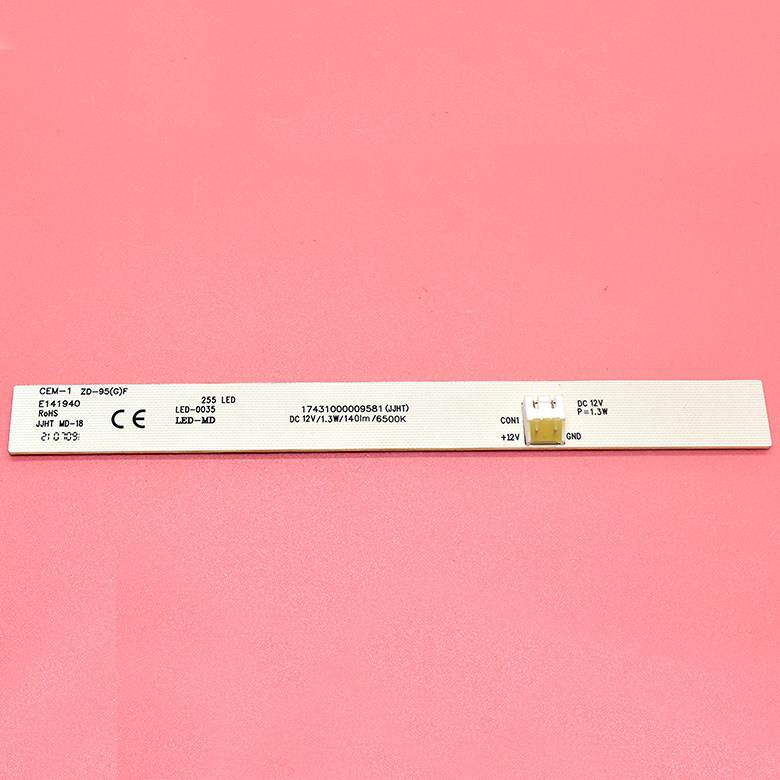 CEM-1 ZD-95(G)F
E141940
RoHS
JJHT MD-18
210709
CE
255 LED
LED-0035
LED-MD
17431000009581(JJHT)
DC 12V/1.3W/140lm/6500K
CON1
+12V
GND
DC 12V
P=1.3W